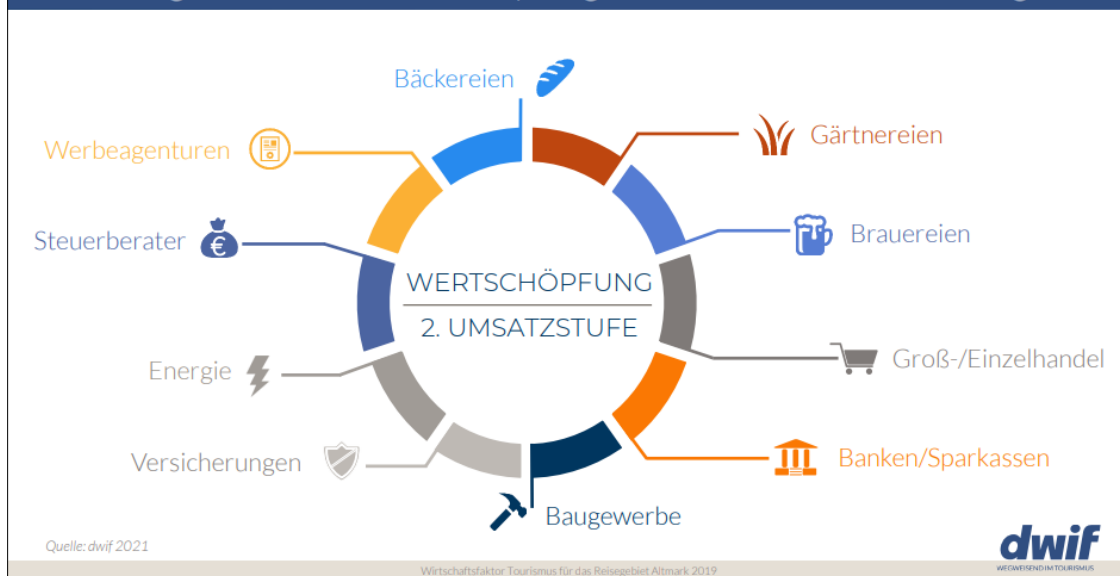 Bäckereien
Gärtnereien
Werbeagenturen
Steuerberater
Brauereien
WERTSCHÖPFUNG
2. UMSATZSTUFE
Energie
Groß-/Einzelhandel
Versicherungen
Banken/Sparkassen
Baugewerbe
Quelle: dwif 2021
dwif
WEGWEISEND IM TOURISMUS
Wirtschaftsfaktor Tourismus für das Reisegebiet Altmark 2019